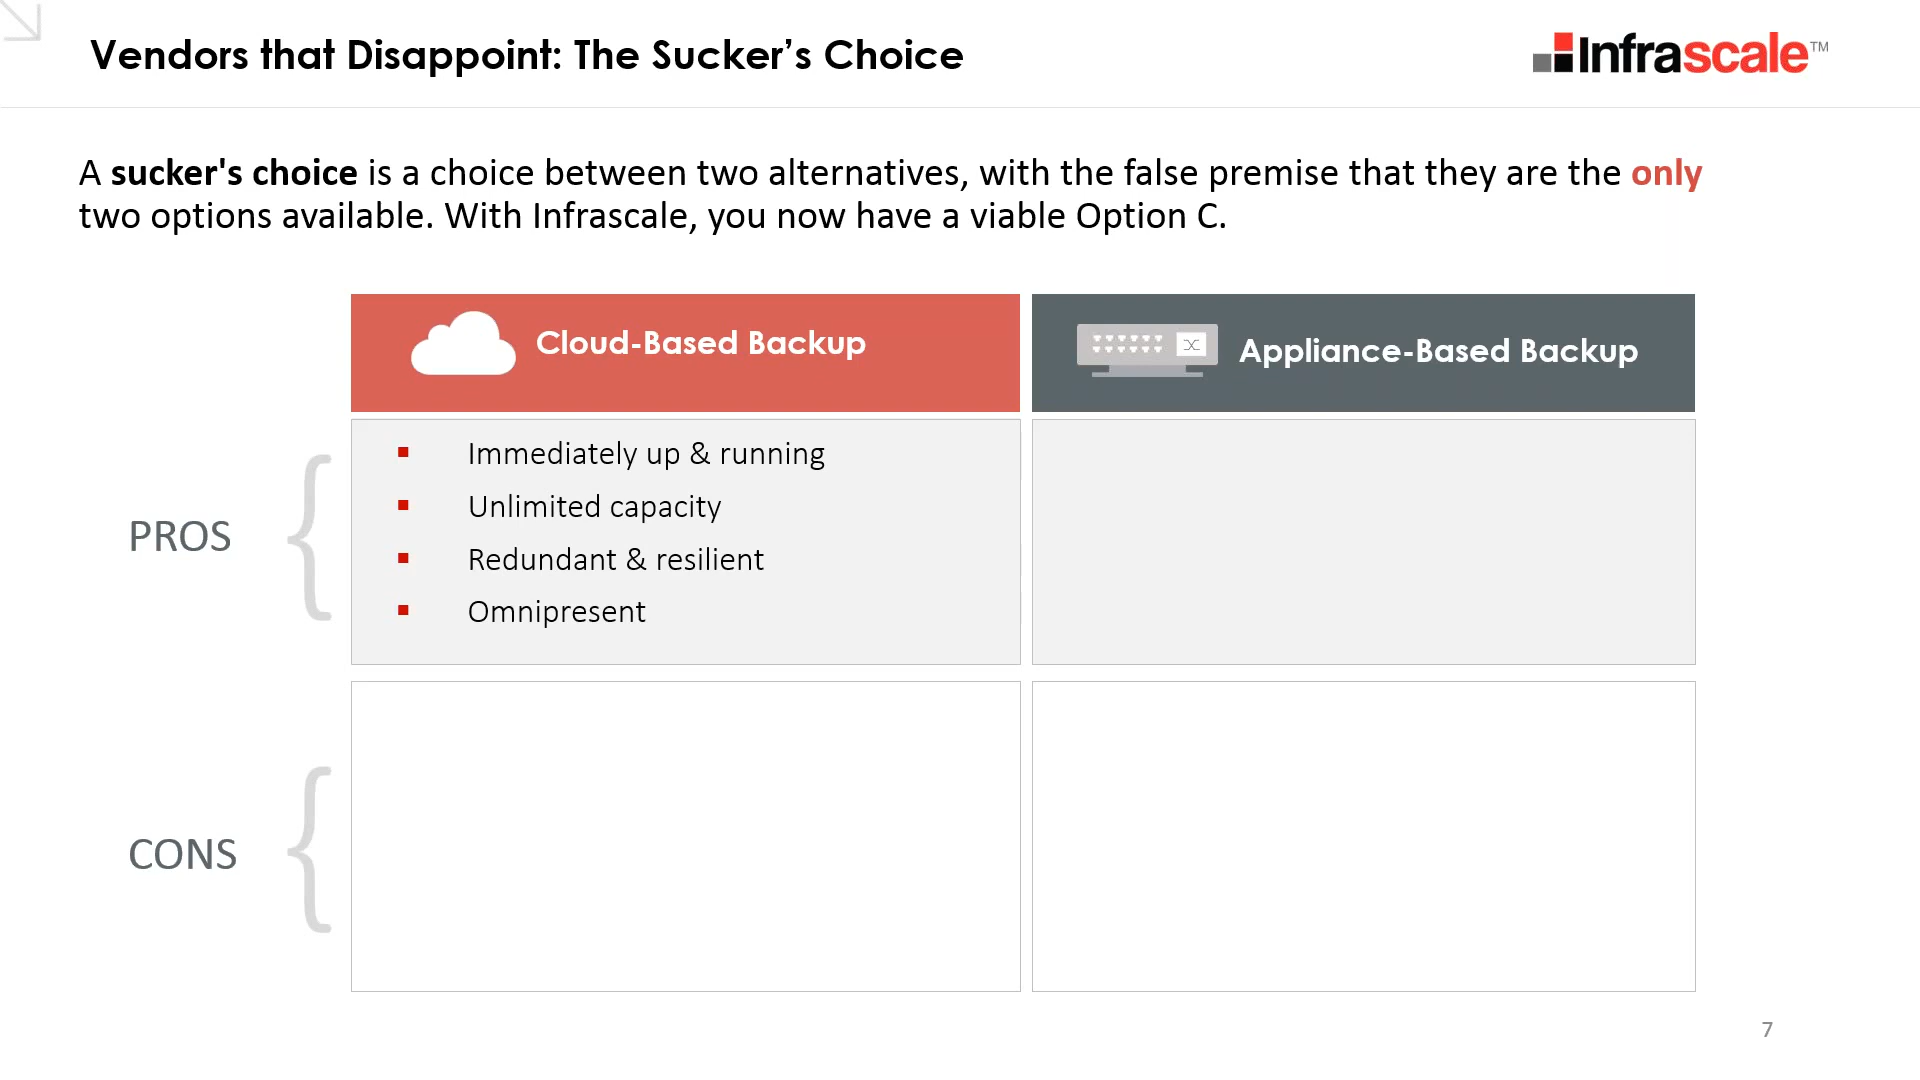 Vendors that Disappoint: The Sucker’s Choice
Infrascale™
A sucker's choice is a choice between two alternatives, with the false premise that they are the only
two options available. With Infrascale, you now have a viable Option C.
Cloud-Based Backup
Appliance-Based Backup
PROS
▪ Immediately up & running
▪ Unlimited capacity
▪ Redundant & resilient
▪ Omnipresent
CONS
7